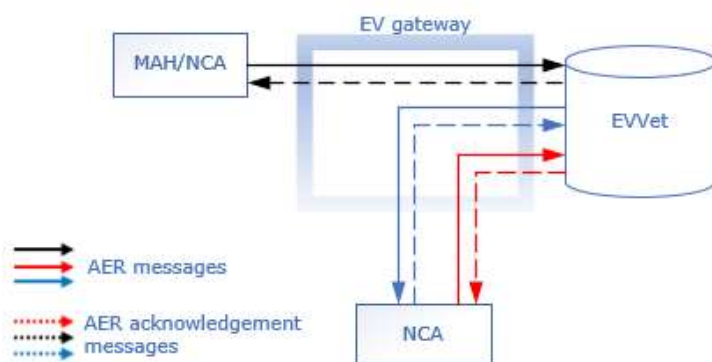 EV gateway
MAH/NCA
EVVet
AER messages
AER acknowledgement
messages
NCA